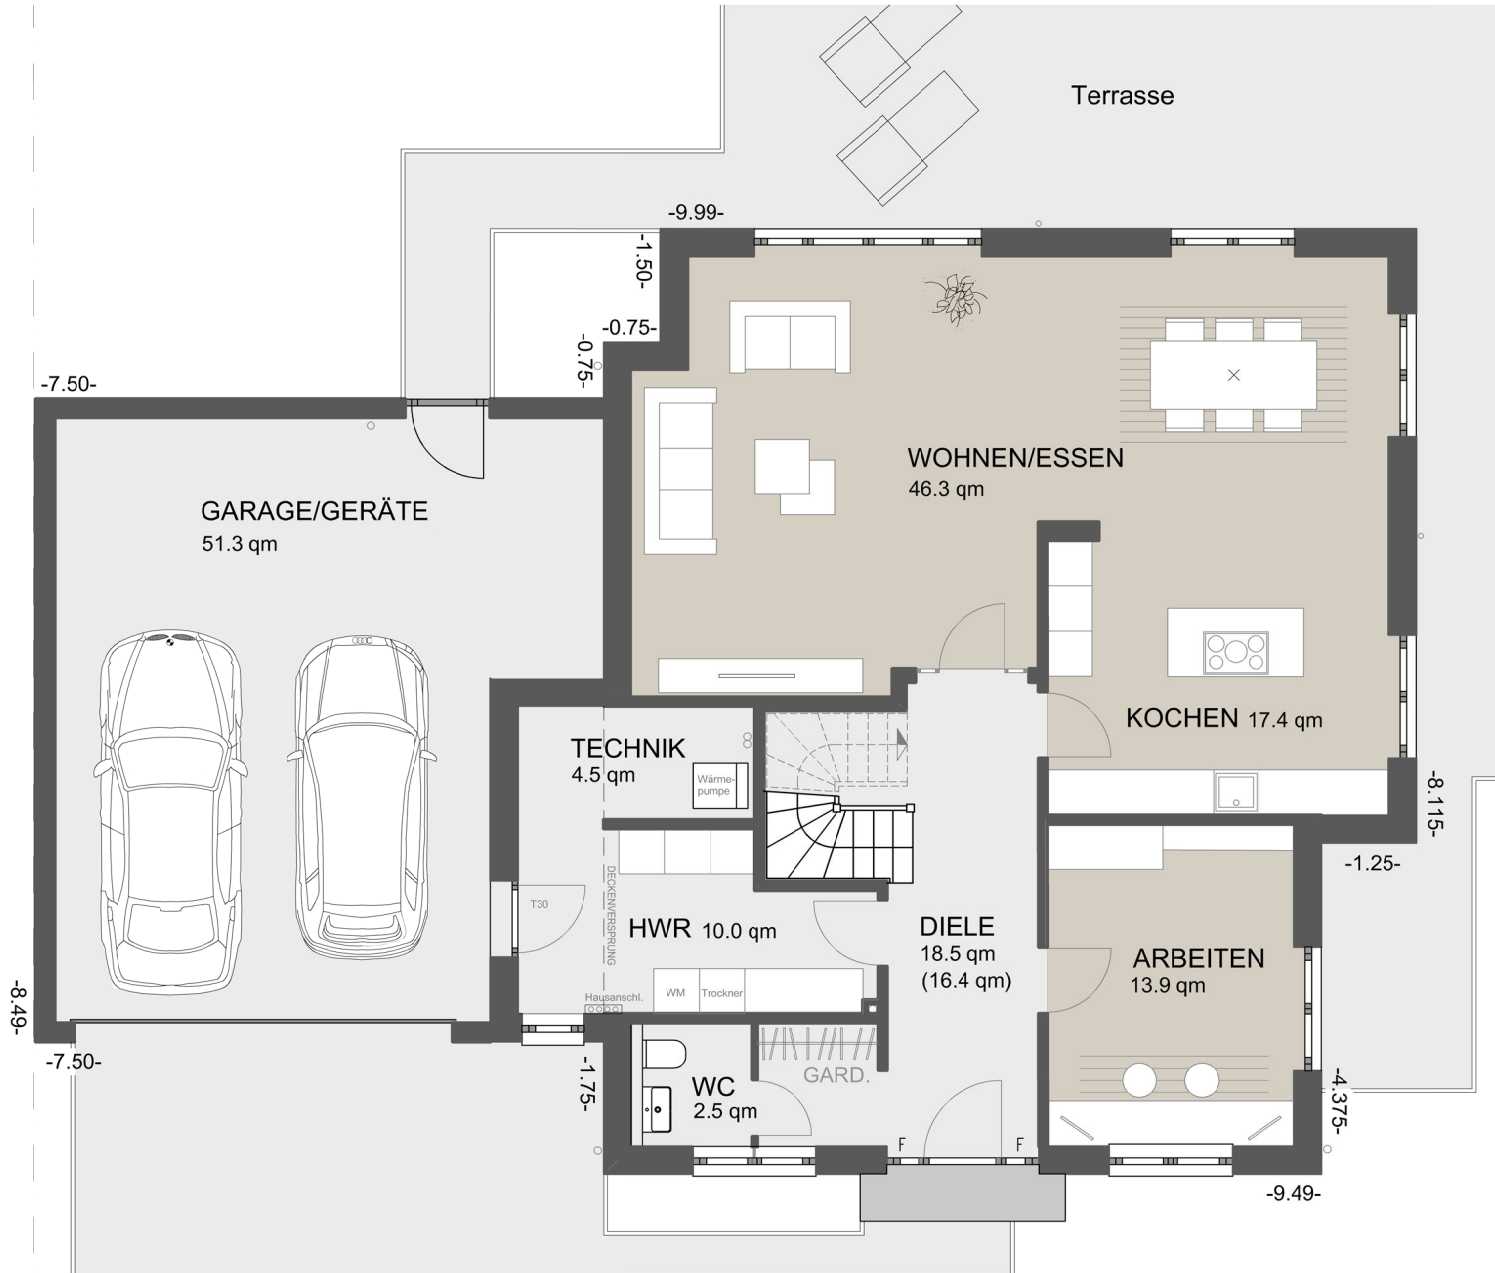 Terrasse
-9.99-
-1.50-
-0.75-
-0.75-
-7.50-
WOHNEN/ESSEN
46.3 qm
GARAGE/GERÄTE
51.3 qm
KOCHEN 17.4 qm
TECHNIK
4.5 qm
Wärme-
pumpe
-8.115-
-1.25-
DECKENVERSPRUNG
T30
HWR 10.0 qm
DIELE
18.5 qm
(16.4 qm)
ARBEITEN
13.9 qm
WM
Trockner
Hausanschl.
-8.49-
-7.50-
-1.75-
GARD.
WC
2.5 qm
-4.375-
F
F
-9.49-